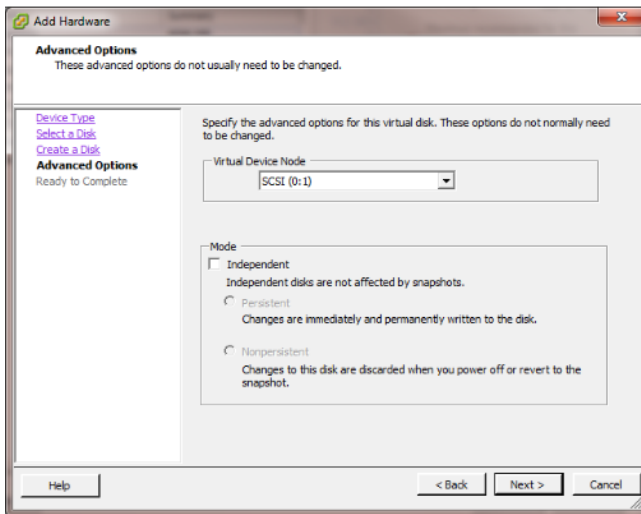 Add Hardware
Advanced Options
These advanced options do not usually need to be changed.
Device Type
Select a Disk
Create a Disk
Advanced Options
Ready to Complete
Specify the advanced options for this virtual disk. These options do not normally need
to be changed.
Virtual Device Node
SCSI (0:1)
Mode
Independent
Independent disks are not affected by snapshots.
Persistent
Changes are immediately and permanently written to the disk.
Nonpersistent
Changes to this disk are discarded when you power off or revert to the
snapshot.
Help
< Back
Next >
Cancel